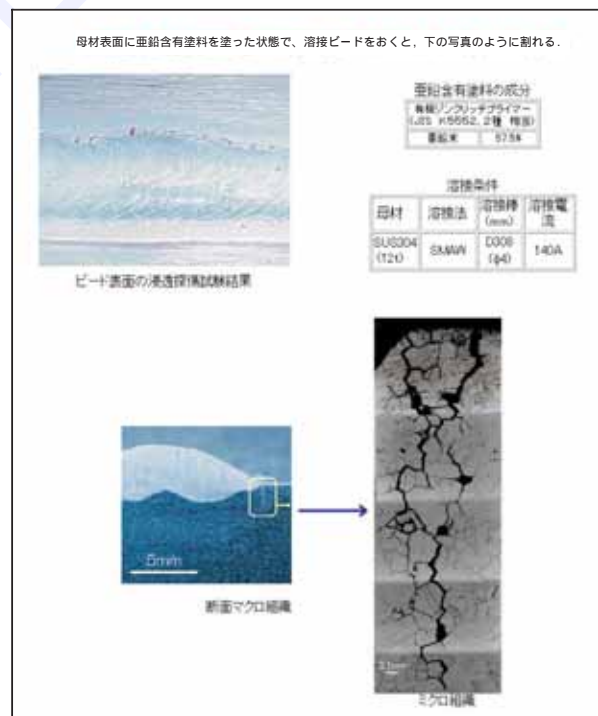 母材表面に亜鉛含有塗料を塗った状態で、溶接ビードをおくと，下の写真のように割れる．
亜鉛含有塗料の成分
有機ジンクリッチプライマー
(JIS K5552, 2種 相当)
亜鉛末
ビード表面の浸透探傷試験結果
溶接条件
母材 溶接法 溶接棒(mm) 溶接電流
SUS304(12t) SMAW D308(φ4) 140A
5mm
断面マクロ組織
ミクロ組織